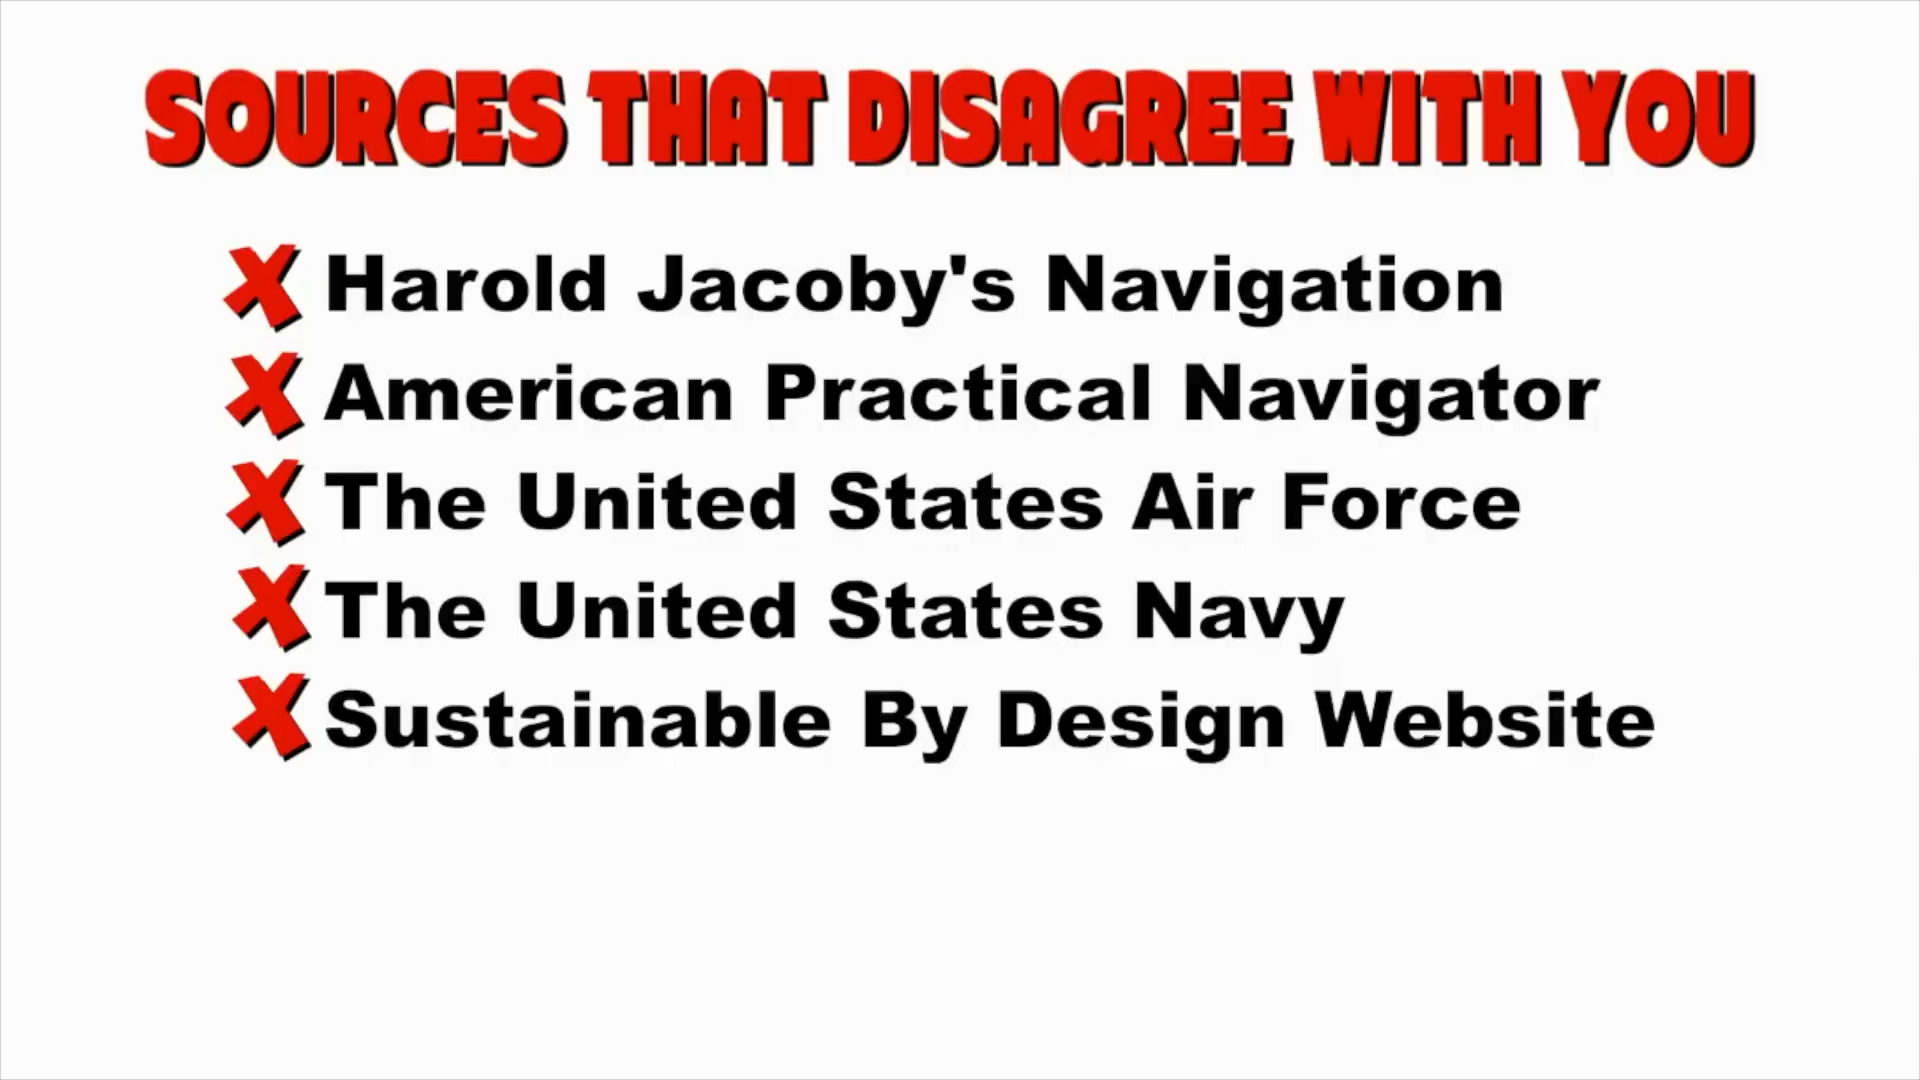 SOURCES THAT DISAGREE WITH YOU
Harold Jacoby's Navigation
American Practical Navigator
The United States Air Force
The United States Navy
Sustainable By Design Website